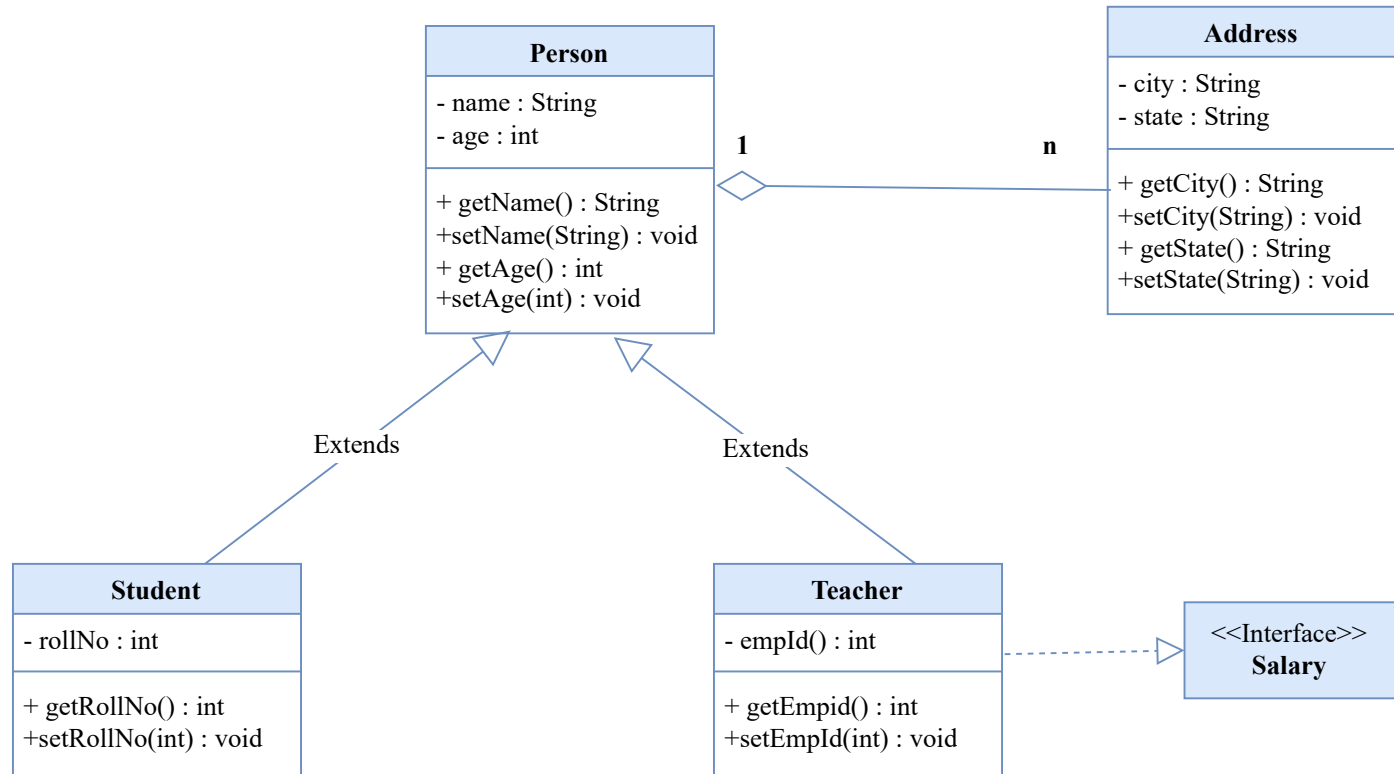 Person
- name : String
- age : int
+ getName() : String
+setName(String) : void
+ getAge() : int
+setAge(int) : void
1
n
Address
- city : String
- state : String
+ getCity() : String
+setCity(String) : void
+ getState() : String
+setState(String) : void
Extends
Extends
Student
- rollNo : int
+ getRollNo() : int
+setRollNo(int) : void
Teacher
- empId() : int
+ getEmpid() : int
+setEmpId(int) : void
<<Interface>>
Salary